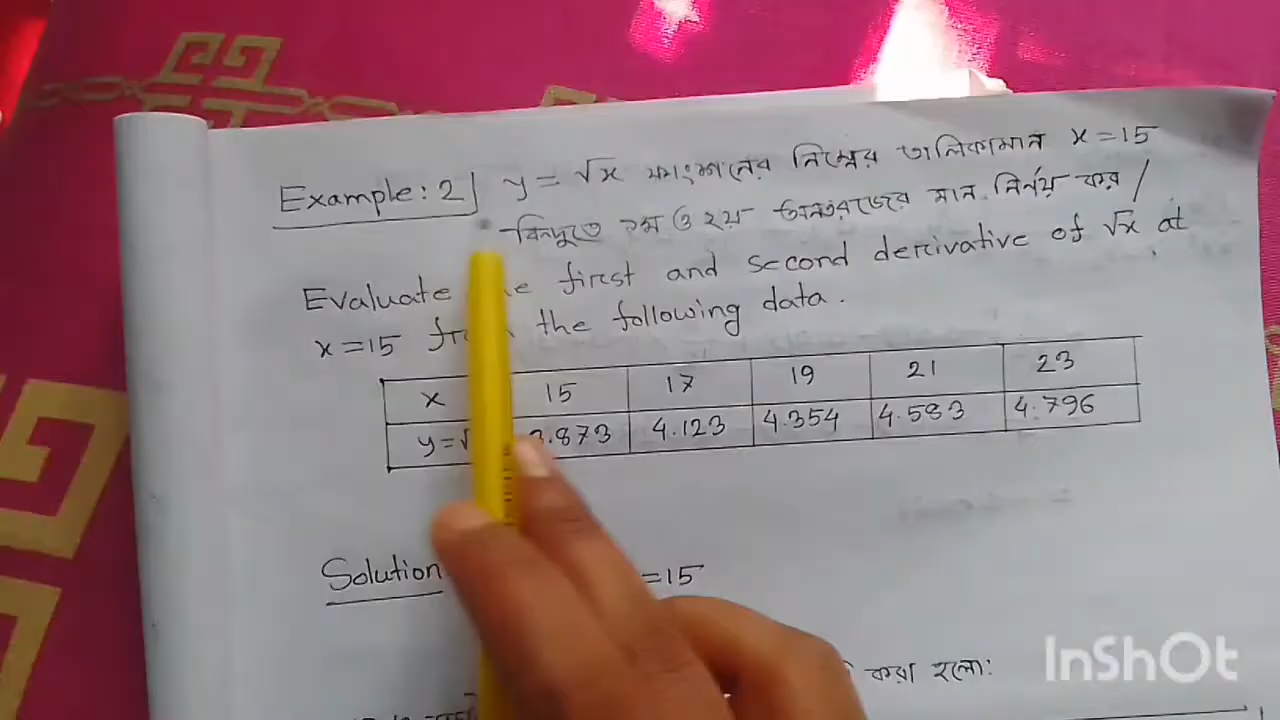 Example: 2] y = √x ফাংশনের নিম্নের তালিকামান x = 15
বিন্দুতে ১ম ও ২য় অন্তরজের মান নির্ণয় কর /
Evaluate first and second derivative of √x at
x = 15 the following data.
x 15 17 19 21 23
y = √ 3.873 4.123 4.354 4.583 4.796
Solution =15
করা হলো:
InShOt